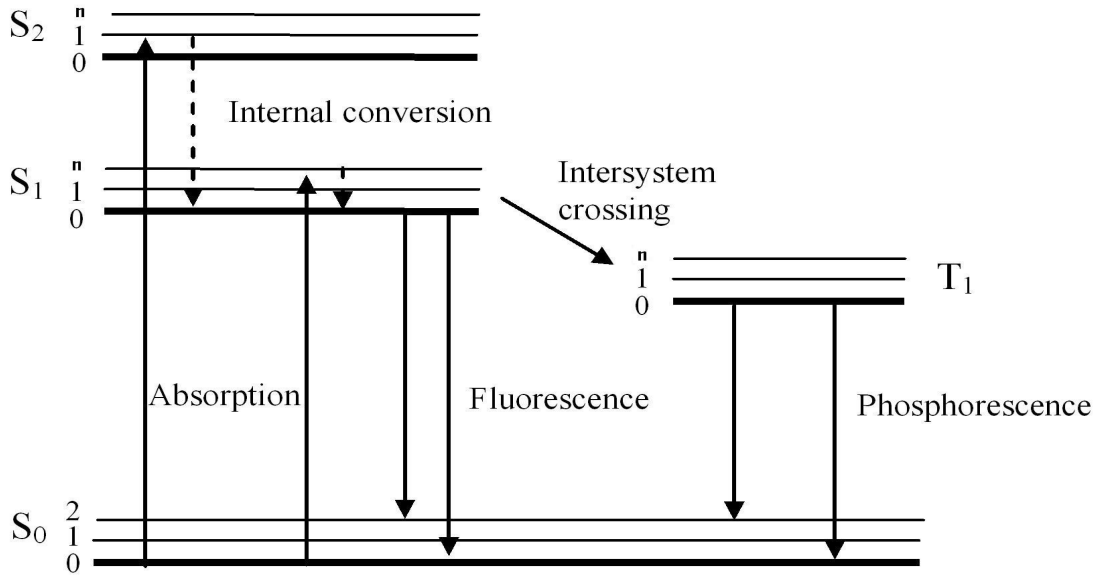 n
S₂ 1
0
Internal conversion
n
S₁ 1
0
Intersystem
crossing
n
1 T₁
0
Absorption
Fluorescence
Phosphorescence
2
S₀ 1
0